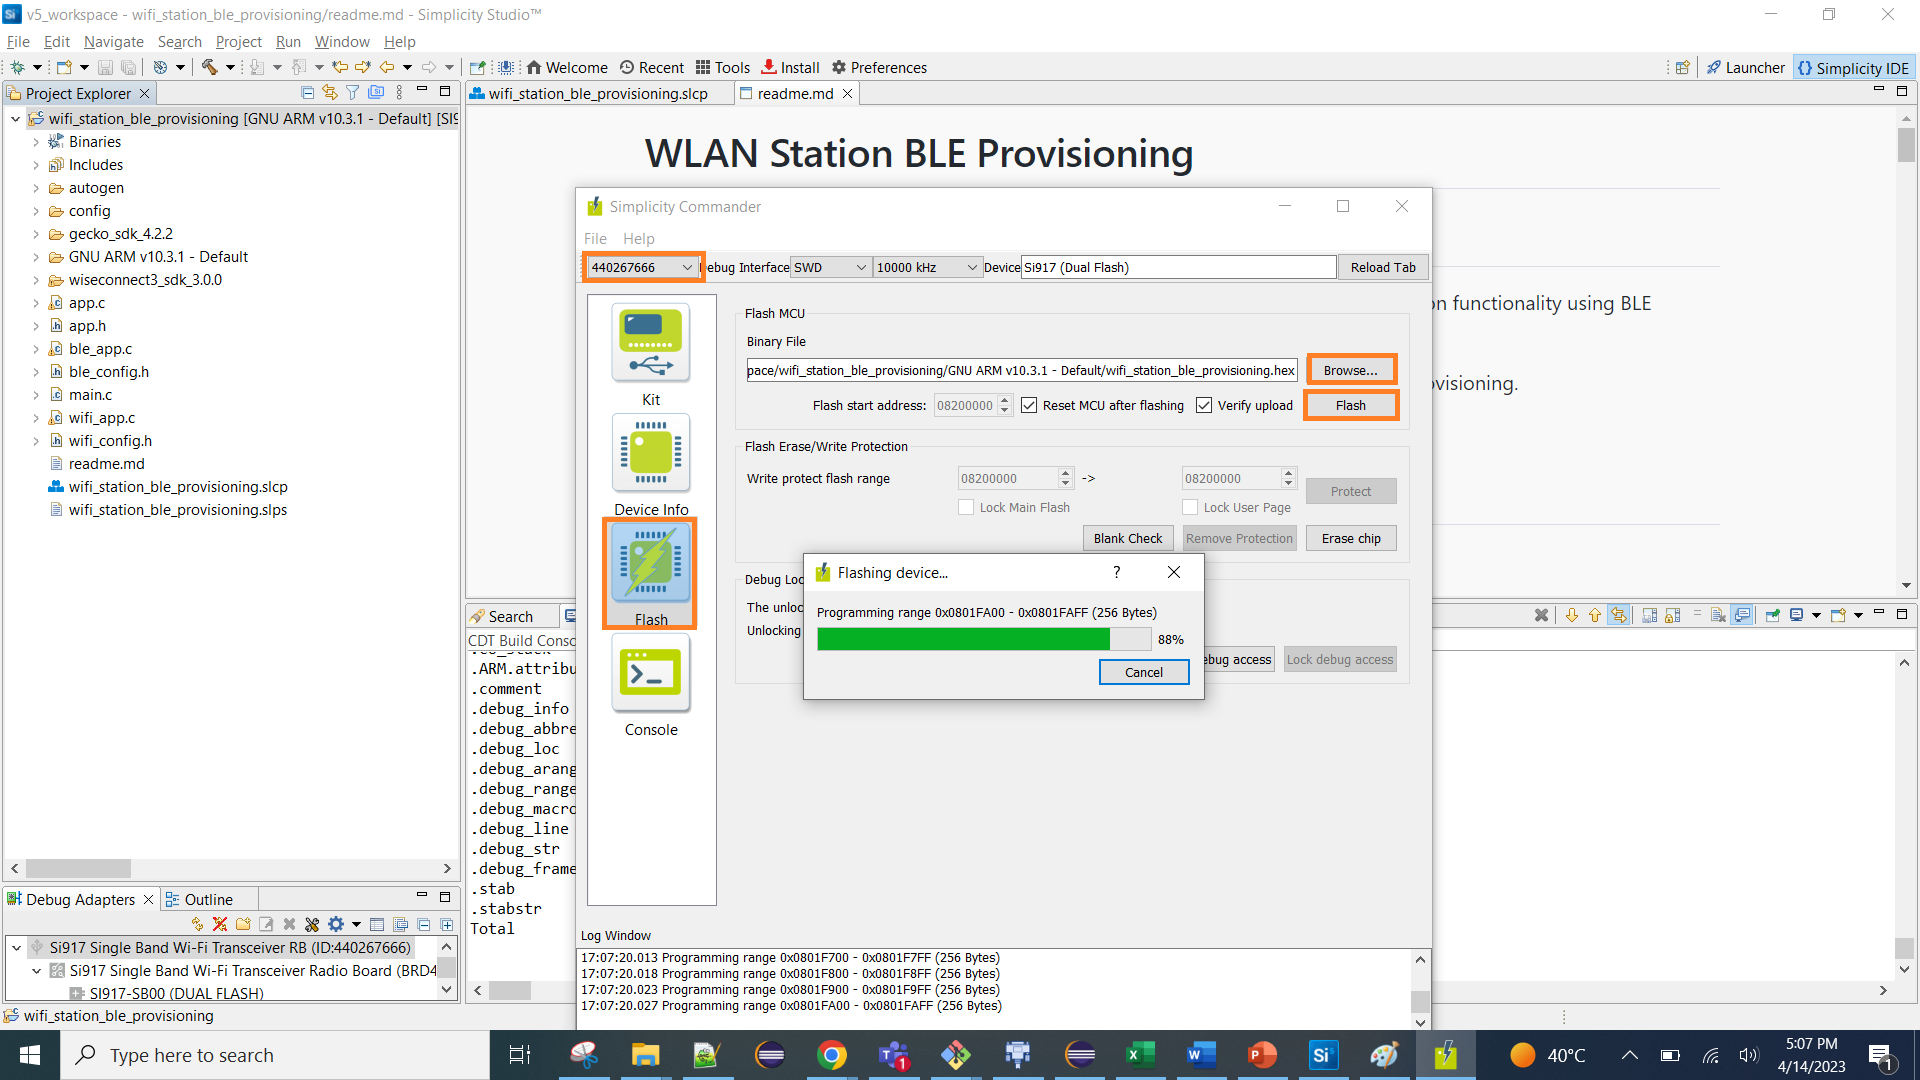 v5_workspace - wifi_station_ble_provisioning/readme.md - Simplicity Studio™
File Edit Navigate Search Project Run Window Help
Welcome Recent Tools Install Preferences Launcher {} Simplicity IDE
Project Explorer
wifi_station_ble_provisioning [GNU ARM v10.3.1 - Default] [SI9
Binaries
Includes
autogen
config
gecko_sdk_4.2.2
GNU ARM v10.3.1 - Default
wiseconnect3_sdk_3.0.0
app.c
app.h
ble_app.c
ble_config.h
main.c
wifi_app.c
wifi_config.h
readme.md
wifi_station_ble_provisioning.slcp
wifi_station_ble_provisioning.slps
wifi_station_ble_provisioning.slcp readme.md
WLAN Station BLE Provisioning
on functionality using BLE
ovisioning.
Simplicity Commander
File Help
440267666 ebug Interface SWD 10000 kHz Device Si917 (Dual Flash) Reload Tab
Kit
Device Info
Flash
Console
Flash MCU
Binary File
pace/wifi_station_ble_provisioning/GNU ARM v10.3.1 - Default/wifi_station_ble_provisioning.hex Browse...
Flash start address: 08200000 Reset MCU after flashing Verify upload Flash
Flash Erase/Write Protection
Write protect flash range 08200000 -> 08200000 Protect
Lock Main Flash Lock User Page
Blank Check Remove Protection Erase chip
Debug Loc
The unloc
Unlocking
ebug access Lock debug access
Flashing device... ?
Programming range 0x0801FA00 - 0x0801FAFF (256 Bytes)
88%
Cancel
Search
CDT Build Conso
.ARM.attribu
.comment
.debug_info
.debug_abbre
.debug_loc
.debug_arang
.debug_range
.debug_macro
.debug_line
.debug_str
.debug_frame
.stab
.stabstr
Total
Log Window
17:07:20.013 Programming range 0x0801F700 - 0x0801F7FF (256 Bytes)
17:07:20.018 Programming range 0x0801F800 - 0x0801F8FF (256 Bytes)
17:07:20.023 Programming range 0x0801F900 - 0x0801F9FF (256 Bytes)
17:07:20.027 Programming range 0x0801FA00 - 0x0801FAFF (256 Bytes)
Debug Adapters Outline
Si917 Single Band Wi-Fi Transceiver RB (ID:440267666)
Si917 Single Band Wi-Fi Transceiver Radio Board (BRD4
SI917-SB00 (DUAL FLASH)
wifi_station_ble_provisioning
Type here to search
40°C
5:07 PM
4/14/2023
1